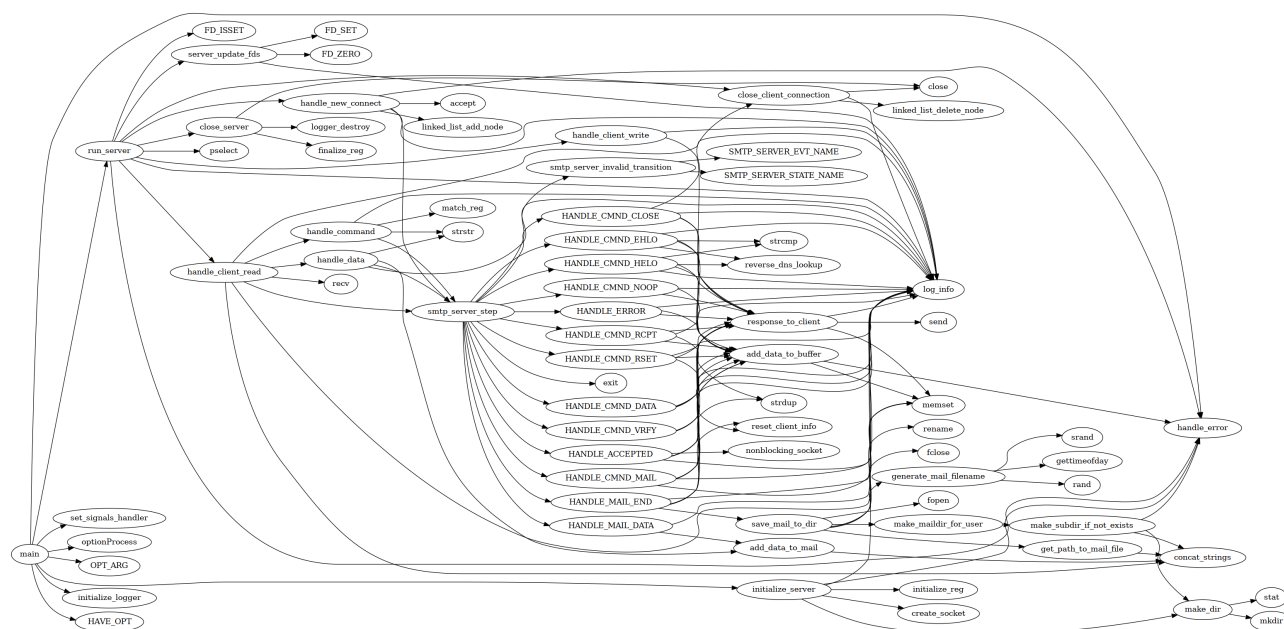 FD_ISSET
FD_SET
server_update_fds
FD_ZERO
close
close_client_connection
handle_new_connect
accept
linked_list_delete_node
close_server
logger_destroy
linked_list_add_node
handle_client_write
run_server
pselect
finalize_reg
SMTP_SERVER_EVT_NAME
smtp_server_invalid_transition
SMTP_SERVER_STATE_NAME
match_reg
HANDLE_CMND_CLOSE
handle_command
strstr
HANDLE_CMND_EHLO
strcmp
handle_data
HANDLE_CMND_HELO
reverse_dns_lookup
handle_client_read
recv
HANDLE_CMND_NOOP
log_info
smtp_server_step
HANDLE_ERROR
response_to_client
send
HANDLE_CMND_RCPT
add_data_to_buffer
HANDLE_CMND_RSET
exit
HANDLE_CMND_DATA
strdup
memset
HANDLE_CMND_VRFY
reset_client_info
rename
handle_error
srand
HANDLE_ACCEPTED
nonblocking_socket
fclose
gettimeofday
HANDLE_CMND_MAIL
generate_mail_filename
rand
HANDLE_MAIL_END
fopen
set_signals_handler
HANDLE_MAIL_DATA
save_mail_to_dir
make_maildir_for_user
make_subdir_if_not_exists
optionProcess
add_data_to_mail
get_path_to_mail_file
concat_strings
main
OPT_ARG
initialize_logger
initialize_server
initialize_reg
stat
HAVE_OPT
create_socket
make_dir
mkdir